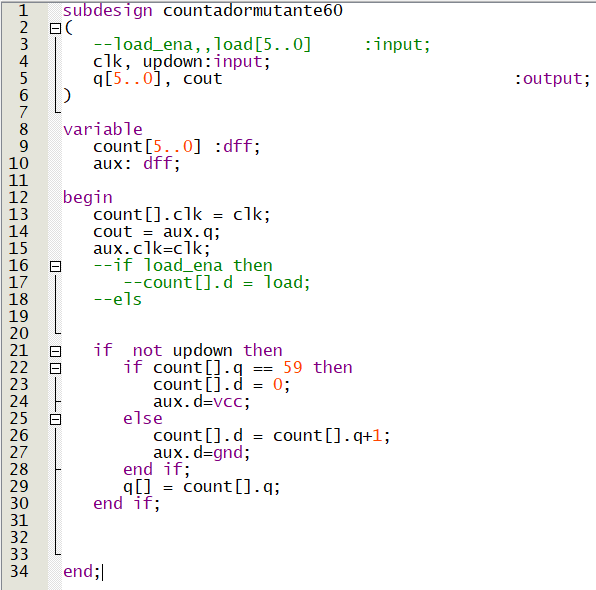 1 subdesign countadormutante60
2 (
3 --load_ena,,load[5..0] :input;
4 clk, updown:input;
5 q[5..0], cout :output;
6 )
7
8 variable
9 count[5..0] :dff;
10 aux: dff;
11
12 begin
13 count[].clk = clk;
14 cout = aux.q;
15 aux.clk=clk;
16 --if load_ena then
17 --count[].d = load;
18 --els
19
20
21 if not updown then
22 if count[].q == 59 then
23 count[].d = 0;
24 aux.d=vcc;
25 else
26 count[].d = count[].q+1;
27 aux.d=gnd;
28 end if;
29 q[] = count[].q;
30 end if;
31
32
33
34 end;